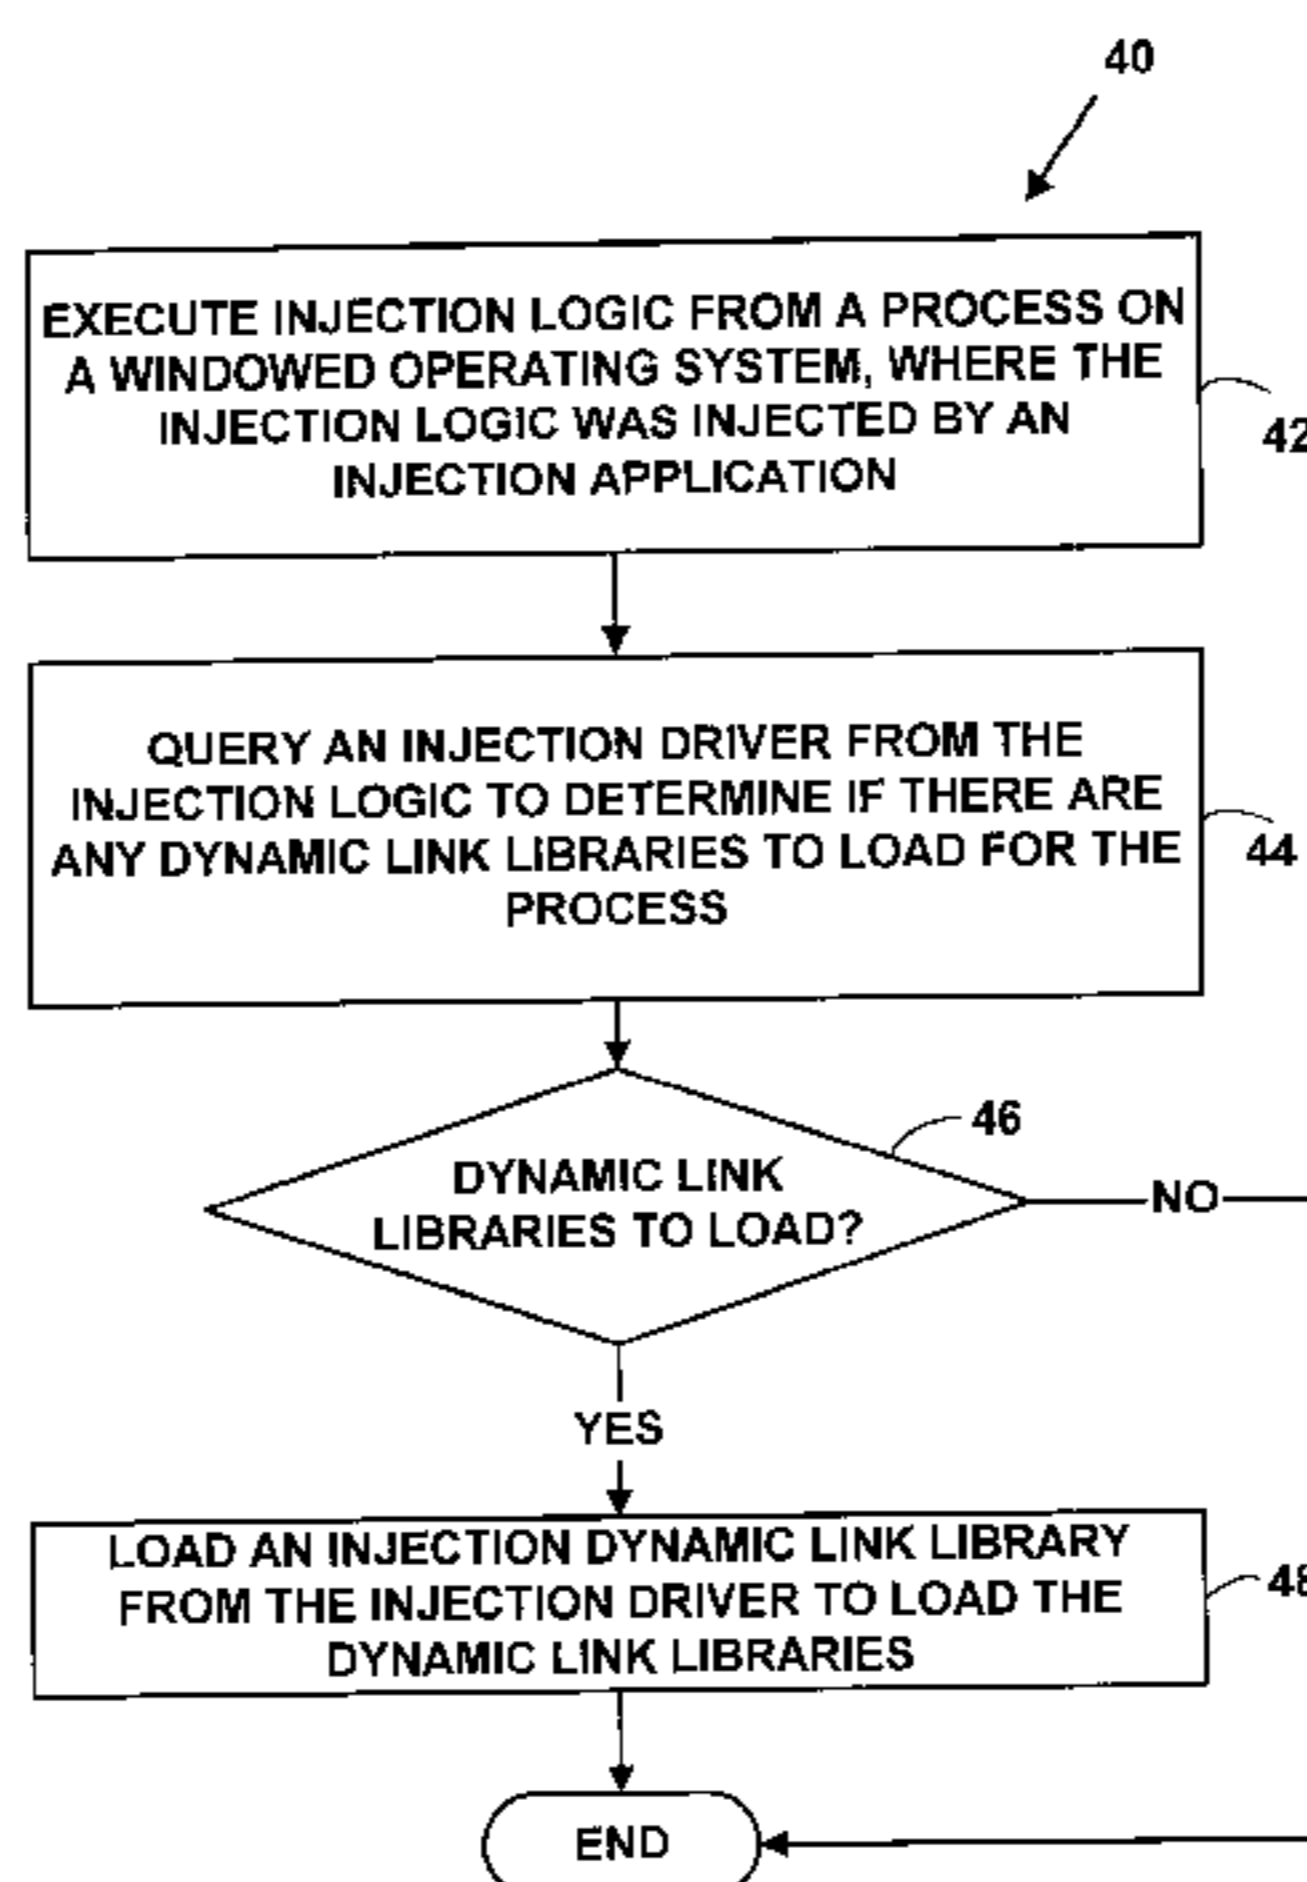 40
EXECUTE INJECTION LOGIC FROM A PROCESS ON
A WINDOWED OPERATING SYSTEM, WHERE THE
INJECTION LOGIC WAS INJECTED BY AN
INJECTION APPLICATION
42
QUERY AN INJECTION DRIVER FROM THE
INJECTION LOGIC TO DETERMINE IF THERE ARE
ANY DYNAMIC LINK LIBRARIES TO LOAD FOR THE
PROCESS
44
46
DYNAMIC LINK
LIBRARIES TO LOAD?
NO
YES
LOAD AN INJECTION DYNAMIC LINK LIBRARY
FROM THE INJECTION DRIVER TO LOAD THE
DYNAMIC LINK LIBRARIES
48
END